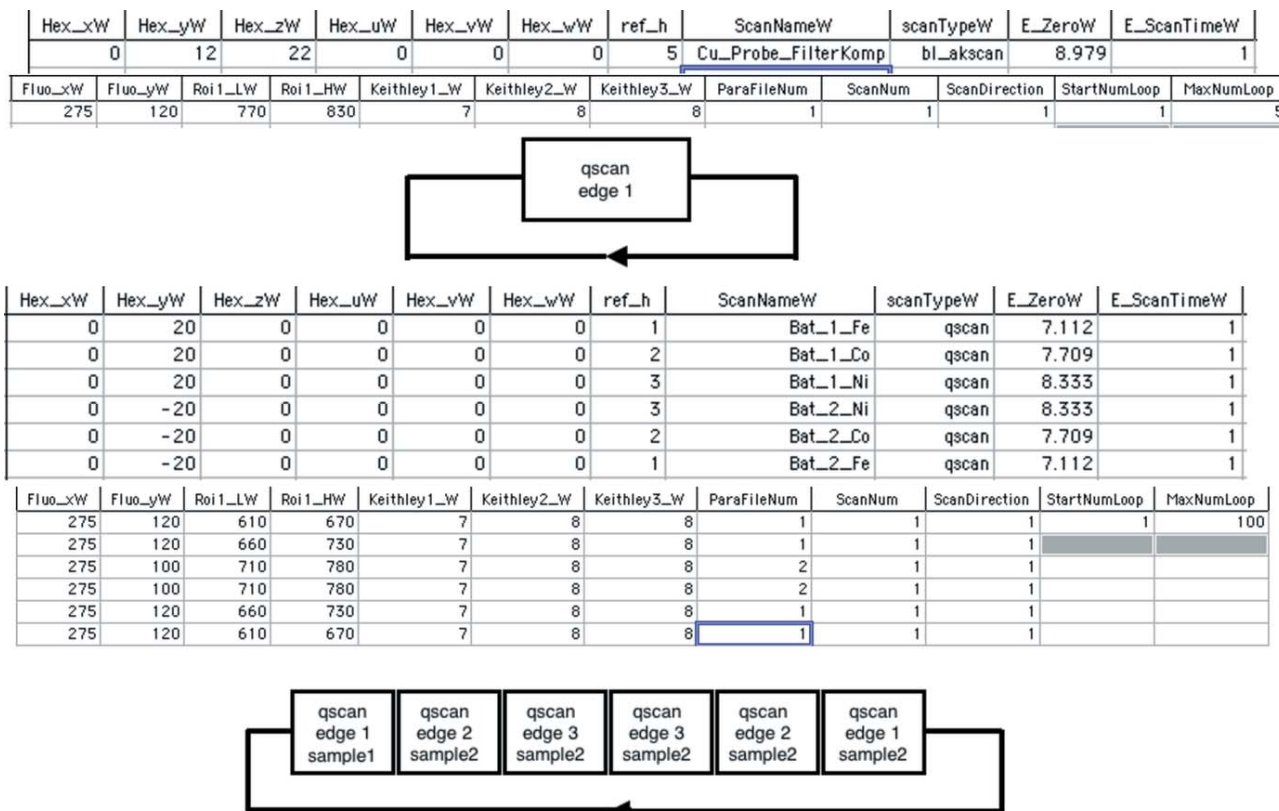 Hex_xW Hex_yW Hex_zW Hex_uW Hex_vW Hex_wW ref_h ScanNameW scanTypeW E_ZeroW E_ScanTimeW
0 12 22 0 0 0 5 Cu_Probe_FilterKomp bl_akscan 8.979 1
Fluo_xW Fluo_yW Roi1_LW Roi1_HW Keithley1_W Keithley2_W Keithley3_W ParaFileNum ScanNum ScanDirection StartNumLoop MaxNumLoop
275 120 770 830 7 8 8 1 1 1 1 5
qscan
edge 1
Hex_xW Hex_yW Hex_zW Hex_uW Hex_vW Hex_wW ref_h ScanNameW scanTypeW E_ZeroW E_ScanTimeW
0 20 0 0 0 0 1 Bat_1_Fe qscan 7.112 1
0 20 0 0 0 0 2 Bat_1_Co qscan 7.709 1
0 20 0 0 0 0 3 Bat_1_Ni qscan 8.333 1
0 -20 0 0 0 0 3 Bat_2_Ni qscan 8.333 1
0 -20 0 0 0 0 2 Bat_2_Co qscan 7.709 1
0 -20 0 0 0 0 1 Bat_2_Fe qscan 7.112 1
Fluo_xW Fluo_yW Roi1_LW Roi1_HW Keithley1_W Keithley2_W Keithley3_W ParaFileNum ScanNum ScanDirection StartNumLoop MaxNumLoop
275 120 610 670 7 8 8 1 1 1 1 100
275 120 660 730 7 8 8 1 1 1
275 100 710 780 7 8 8 2 1 1
275 100 710 780 7 8 8 2 1 1
275 120 660 730 7 8 8 1 1 1
275 120 610 670 7 8 8 1 1 1
qscan qscan qscan qscan qscan qscan
edge 1 edge 2 edge 3 edge 3 edge 2 edge 1
sample1 sample2 sample2 sample2 sample2 sample2